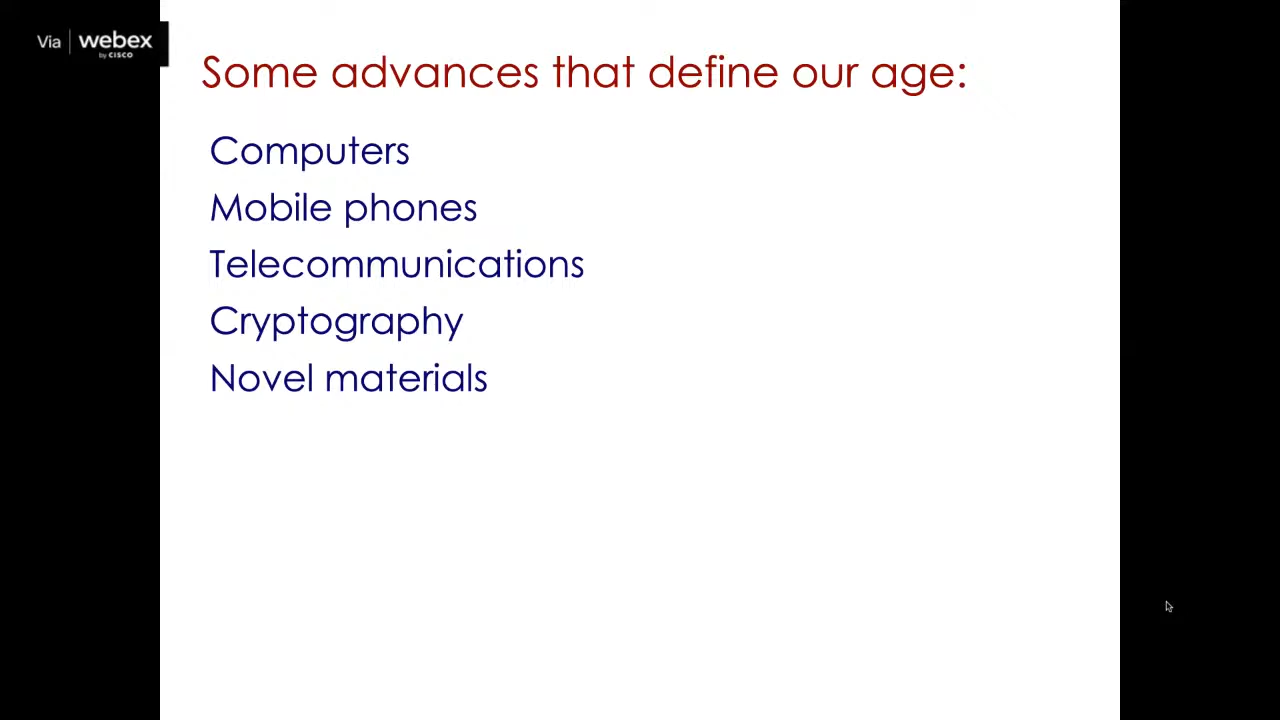 Via webex
by CISCO
Some advances that define our age:
Computers
Mobile phones
Telecommunications
Cryptography
Novel materials